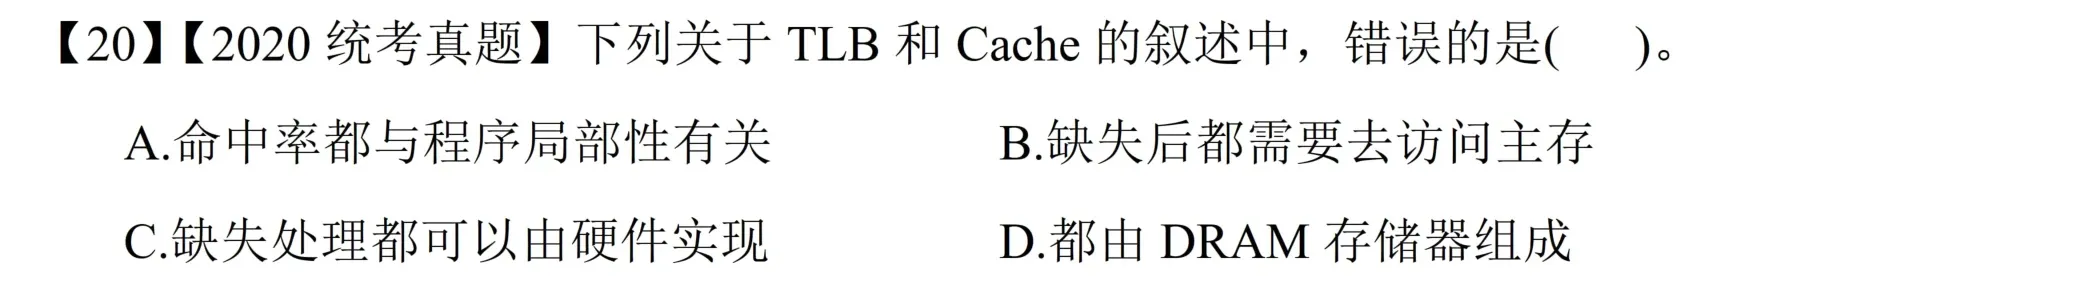 【20】【2020 统考真题】下列关于 TLB 和 Cache 的叙述中，错误的是(　　)。
A.命中率都与程序局部性有关　　B.缺失后都需要去访问主存
C.缺失处理都可以由硬件实现　　D.都由 DRAM 存储器组成